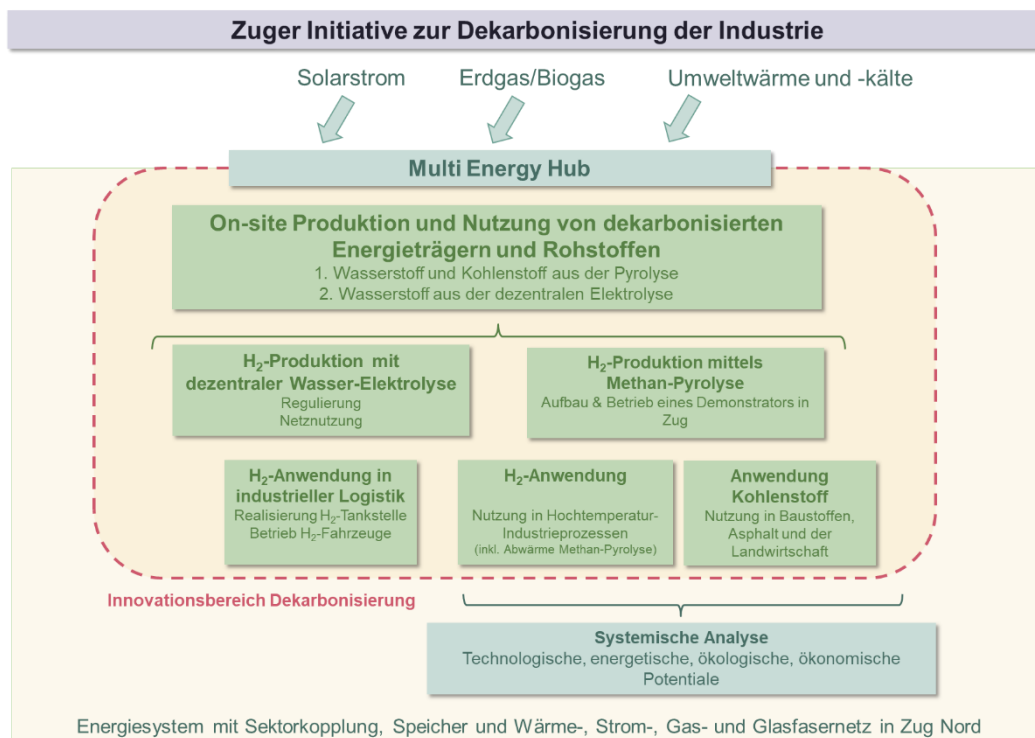 Zuger Initiative zur Dekarbonisierung der Industrie
Solarstrom
Erdgas/Biogas
Umweltwärme und -kälte
Multi Energy Hub
On-site Produktion und Nutzung von dekarbonisierten
Energieträgern und Rohstoffen
1. Wasserstoff und Kohlenstoff aus der Pyrolyse
2. Wasserstoff aus der dezentralen Elektrolyse
H₂-Produktion mit
dezentraler Wasser-Elektrolyse
Regulierung
Netznutzung
H₂-Produktion mittels
Methan-Pyrolyse
Aufbau & Betrieb eines Demonstrators in
Zug
H₂-Anwendung in
industrieller Logistik
Realisierung H₂-Tankstelle
Betrieb H₂-Fahrzeuge
H₂-Anwendung
Nutzung in Hochtemperatur-
Industrieprozessen
(inkl. Abwärme Methan-Pyrolyse)
Anwendung
Kohlenstoff
Nutzung in Baustoffen,
Asphalt und der
Landwirtschaft
Innovationsbereich Dekarbonisierung
Systemische Analyse
Technologische, energetische, ökologische, ökonomische
Potentiale
Energiesystem mit Sektorkopplung, Speicher und Wärme-, Strom-, Gas- und Glasfasernetz in Zug Nord